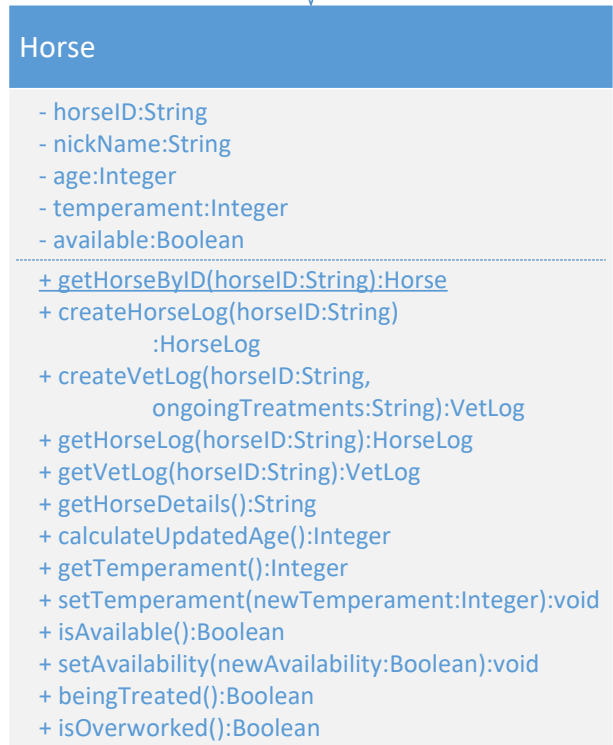 Horse
- horseID:String
- nickName:String
- age:Integer
- temperament:Integer
- available:Boolean
+ getHorseByID(horseID:String):Horse
+ createHorseLog(horseID:String)
:HorseLog
+ createVetLog(horseID:String,
ongoingTreatments:String):VetLog
+ getHorseLog(horseID:String):HorseLog
+ getVetLog(horseID:String):VetLog
+ getHorseDetails():String
+ calculateUpdatedAge():Integer
+ getTemperament():Integer
+ setTemperament(newTemperament:Integer):void
+ isAvailable():Boolean
+ setAvailability(newAvailability:Boolean):void
+ beingTreated():Boolean
+ isOverworked():Boolean